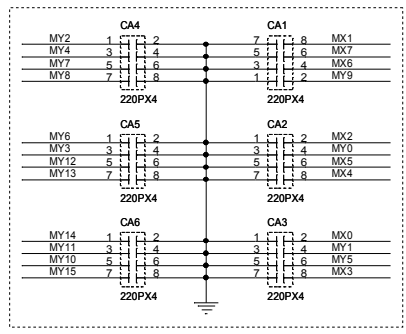 CA4 CA1
MY2 1 2 7 8 MX1
MY4 3 4 5 6 MX7
MY7 5 6 3 4 MX6
MY8 7 8 1 2 MY9
220PX4 220PX4
CA5 CA2
MY6 1 2 1 2 MX2
MY3 3 4 3 4 MY0
MY12 5 6 5 6 MX5
MY13 7 8 7 8 MX4
220PX4 220PX4
CA6 CA3
MY14 1 2 1 2 MX0
MY11 3 4 3 4 MY1
MY10 5 6 5 6 MY5
MY15 7 8 7 8 MX3
220PX4 220PX4